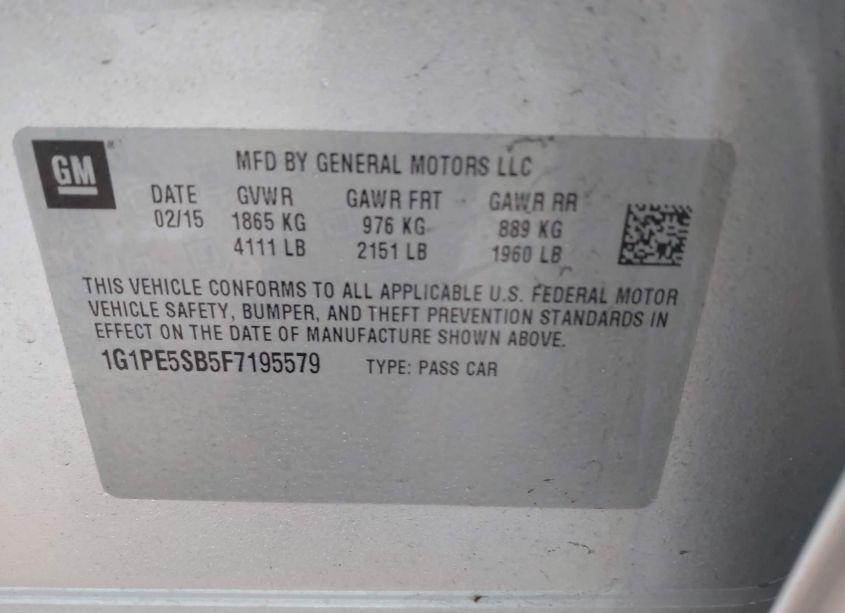 GM
MFD BY GENERAL MOTORS LLC
DATE GVWR GAWR FRT GAWR RR
02/15 1865 KG 976 KG 889 KG
4111 LB 2151 LB 1960 LB
THIS VEHICLE CONFORMS TO ALL APPLICABLE U.S. FEDERAL MOTOR
VEHICLE SAFETY, BUMPER, AND THEFT PREVENTION STANDARDS IN
EFFECT ON THE DATE OF MANUFACTURE SHOWN ABOVE.
1G1PE5SB5F7195579 TYPE: PASS CAR